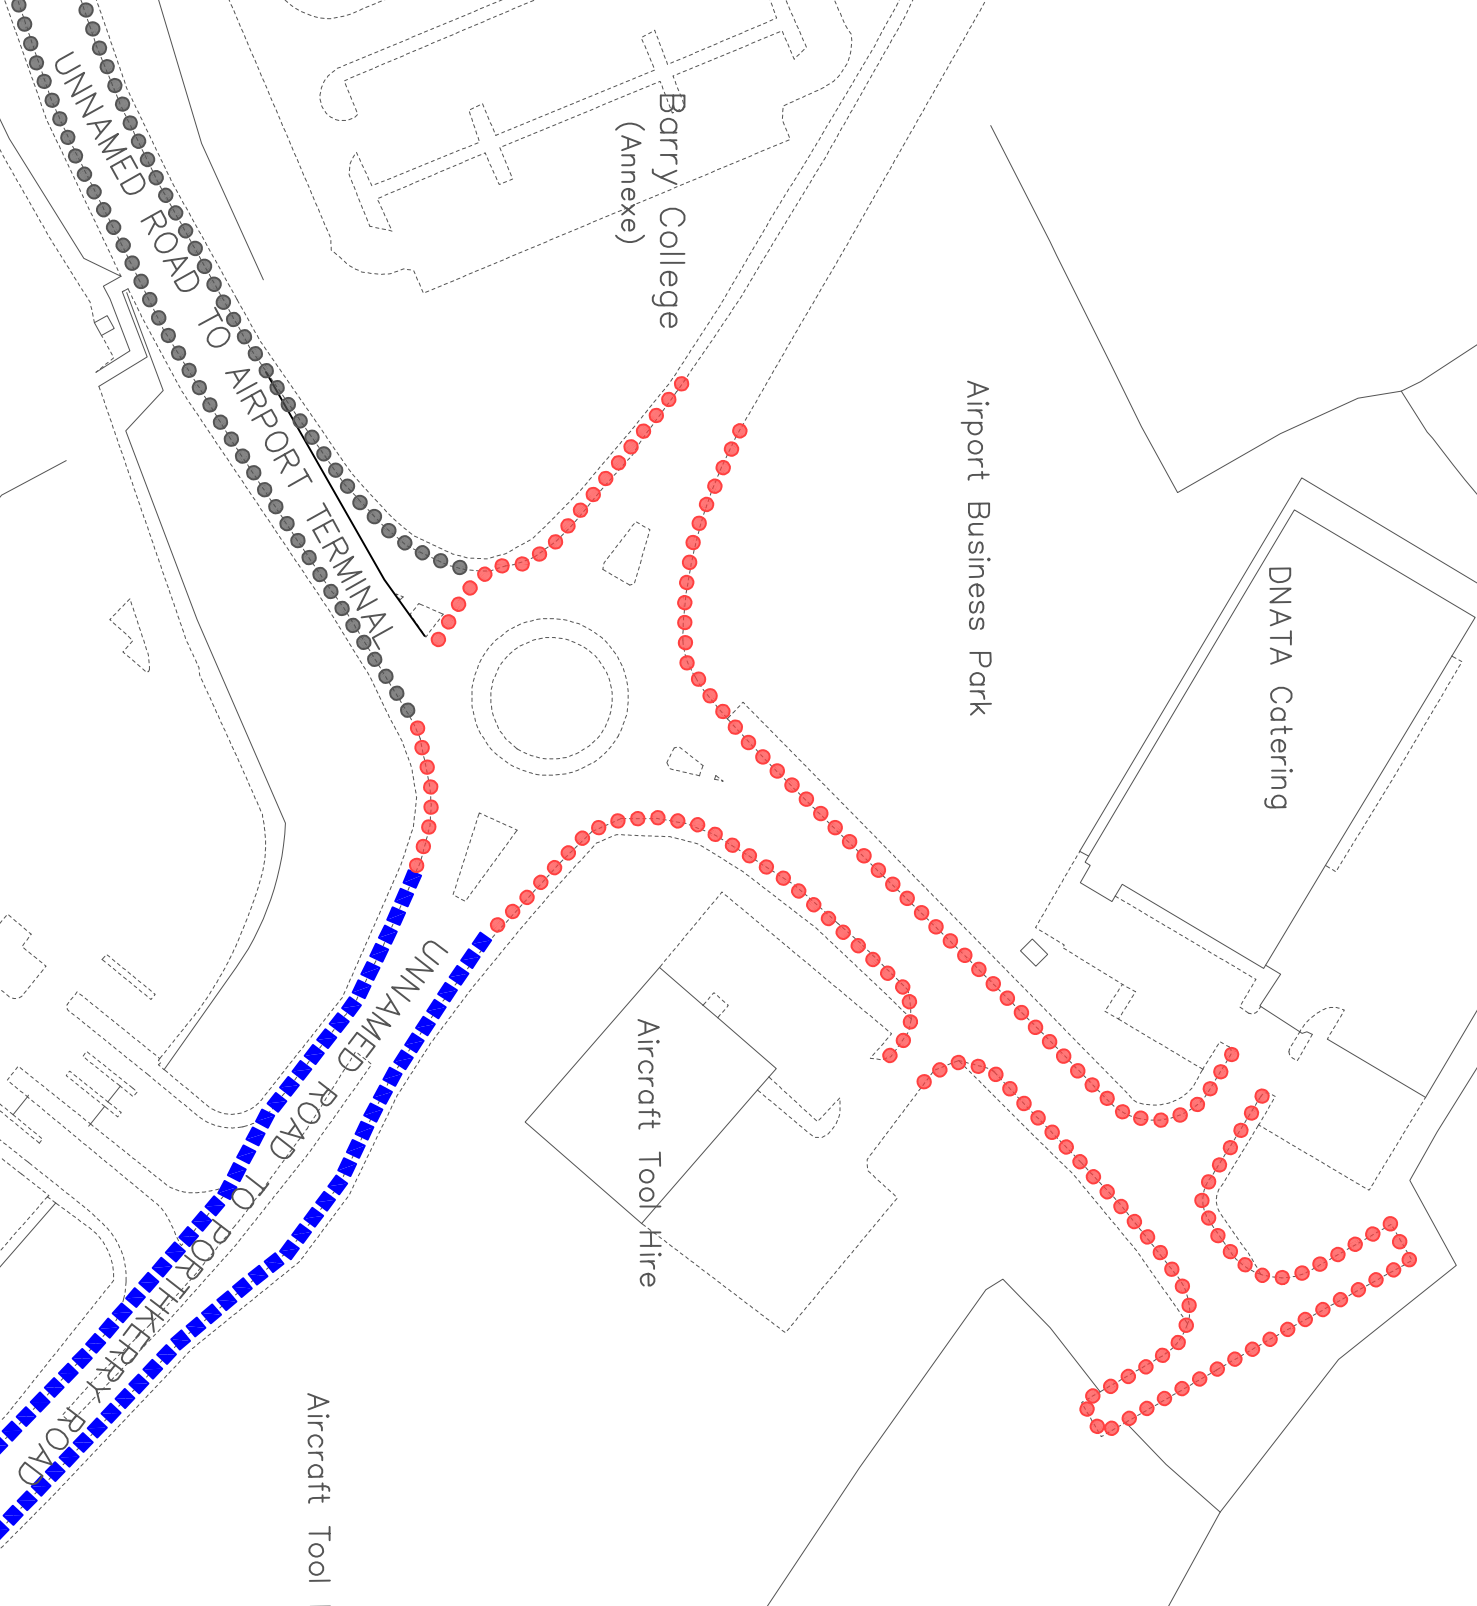 UNNAMED ROAD TO AIRPORT TERMINAL
Barry College
(Annexe)
Airport Business Park
DNATA Catering
UNNAMED ROAD TO PORTHKERRY ROAD
Aircraft Tool Hire
Aircraft Tool